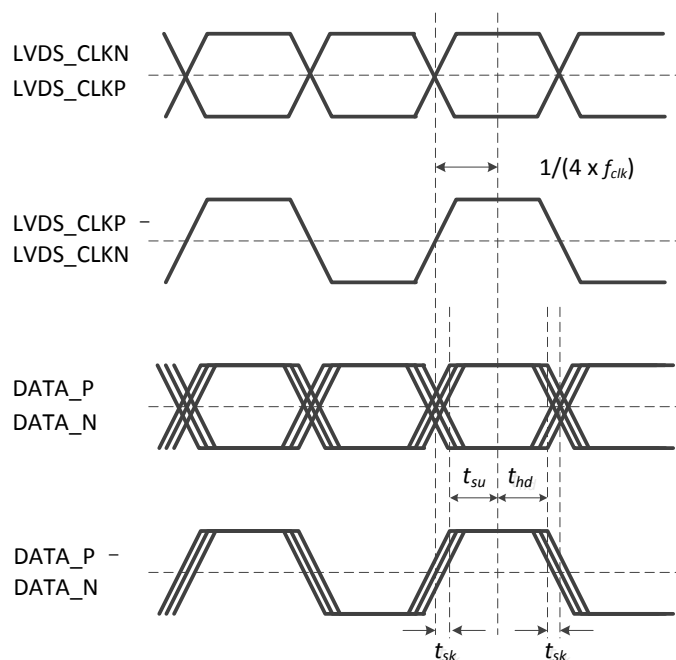 LVDS_CLKN
LVDS_CLKP
1/(4 x fclk)
LVDS_CLKP –
LVDS_CLKN
DATA_P
DATA_N
tsu thd
DATA_P –
DATA_N
tsk tsk